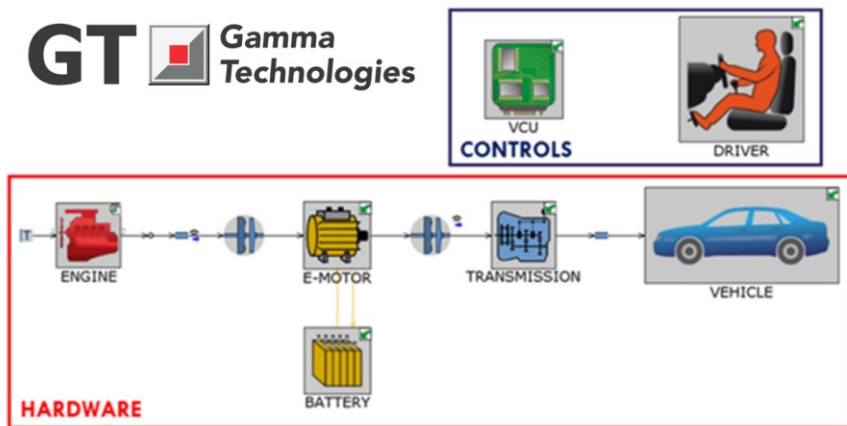 GT
Gamma
Technologies
VCU
DRIVER
CONTROLS
ENGINE
E-MOTOR
TRANSMISSION
VEHICLE
BATTERY
HARDWARE